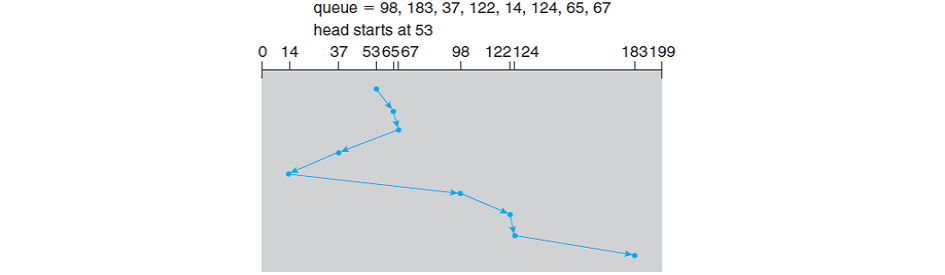 queue = 98, 183, 37, 122, 14, 124, 65, 67
head starts at 53
0 14 37 536567 98 122124 183199